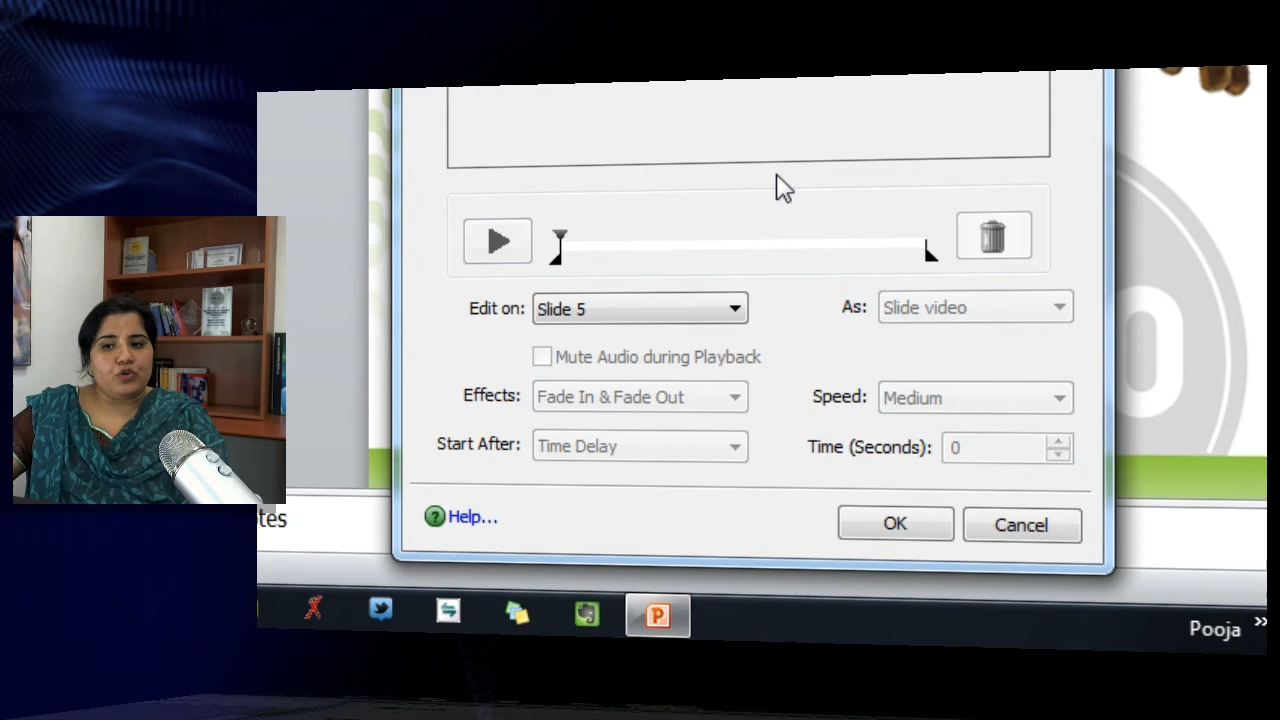 Edit on: Slide 5 As: Slide video
Mute Audio during Playback
Effects: Fade In & Fade Out Speed: Medium
Start After: Time Delay Time (Seconds): 0
? Help... OK Cancel
tes
P
Pooja »